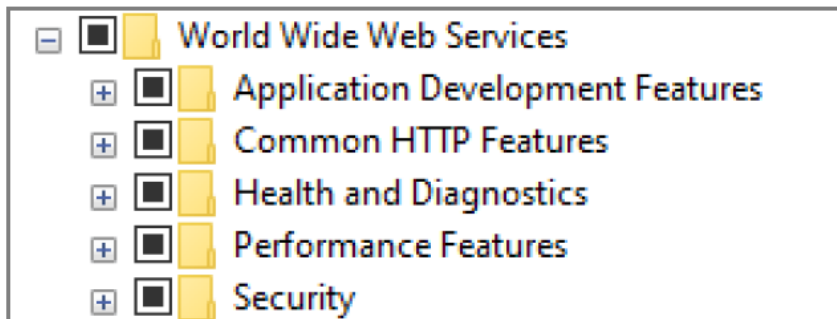 World Wide Web Services
Application Development Features
Common HTTP Features
Health and Diagnostics
Performance Features
Security